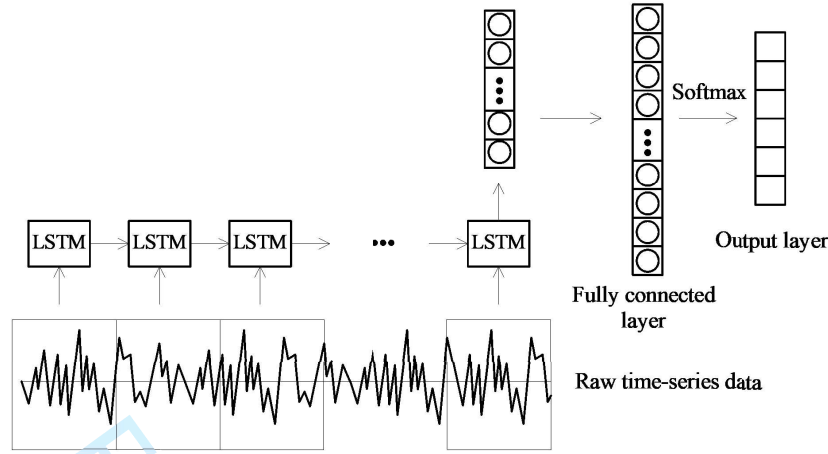 Softmax
LSTM LSTM LSTM ... LSTM
Output layer
Fully connected
layer
Raw time-series data